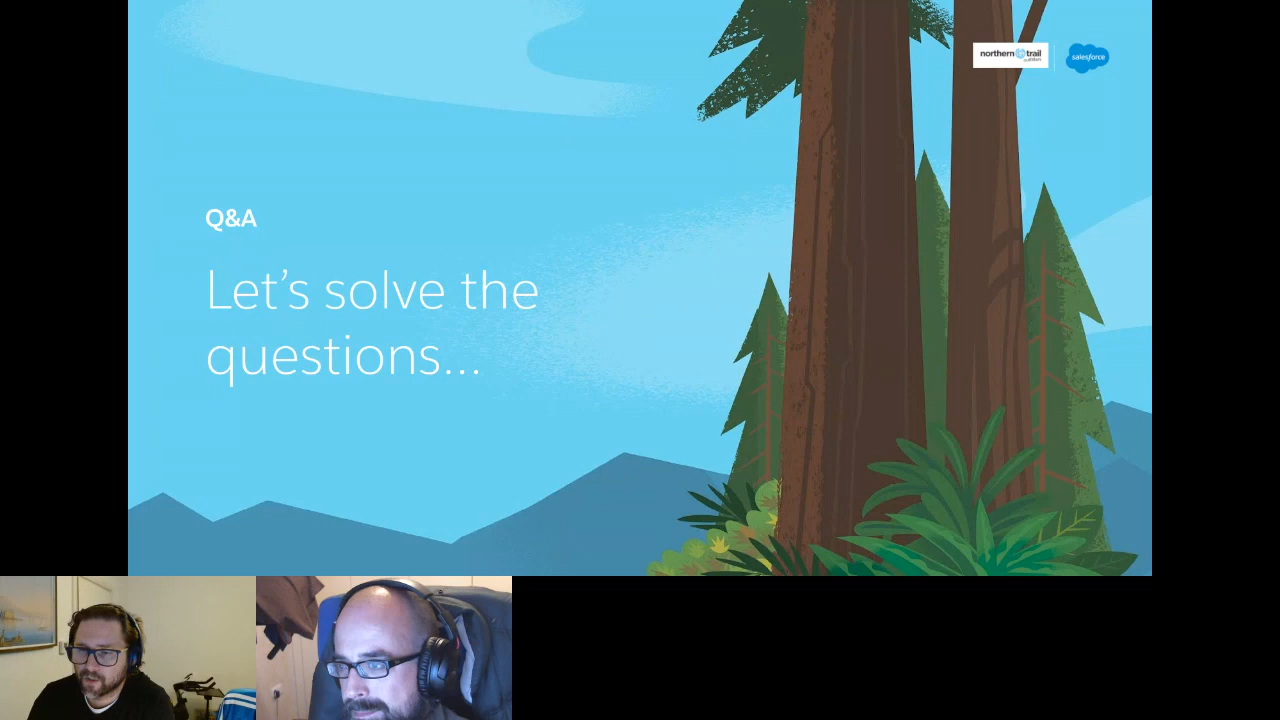 northern trail
salesforce
Q&A
Let’s solve the
questions...